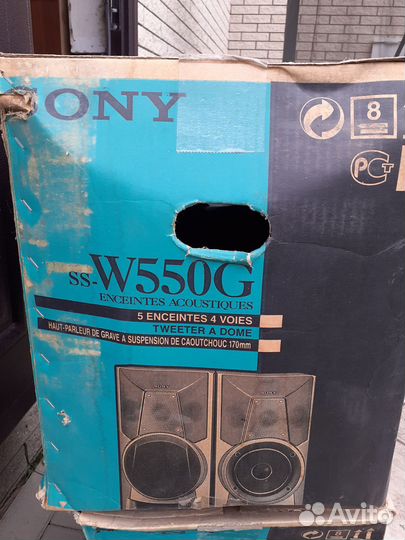 ONY
8
PCT
SS-W550G
ENCEINTES ACOUSTIQUES
5 ENCEINTES 4 VOIES
TWEETER A DOME
HAUT-PARLEUR DE GRAVE A SUSPENSION DE CAOUTCHOUC 170mm
SONY
SONY
Avito